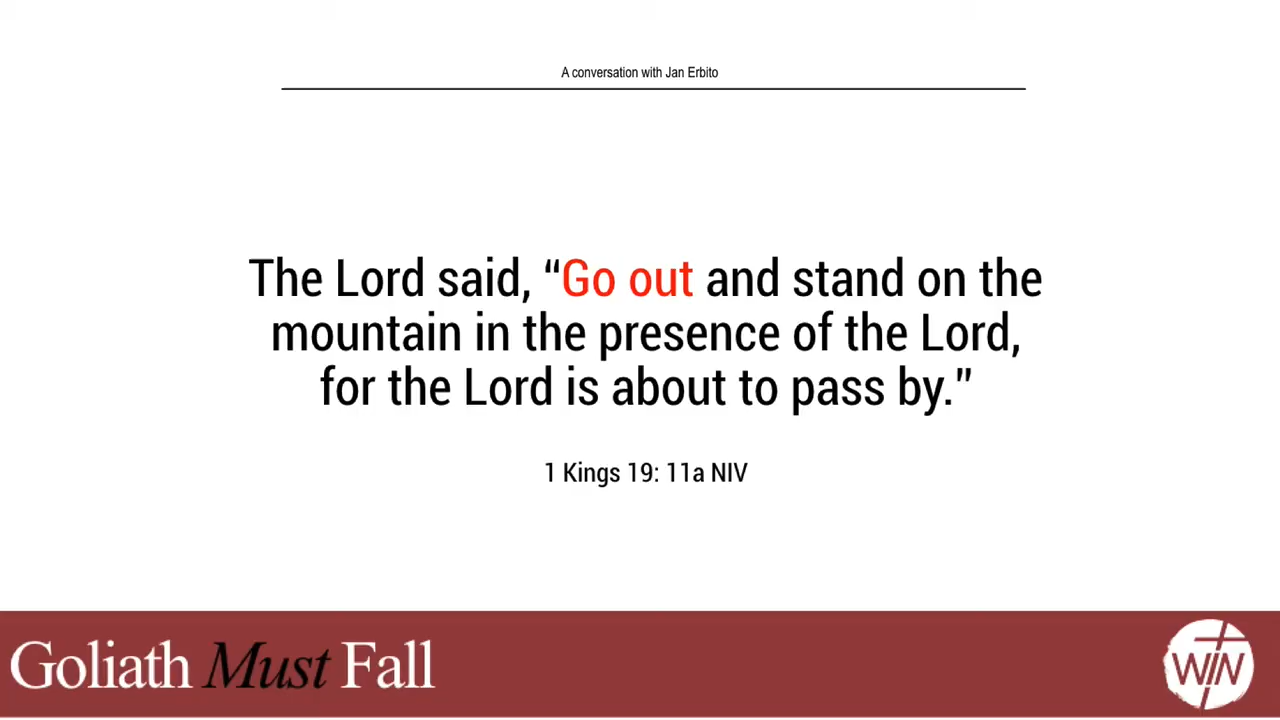 A conversation with Jan Erbito
The Lord said, “Go out and stand on the
mountain in the presence of the Lord,
for the Lord is about to pass by.”
1 Kings 19: 11a NIV
Goliath Must Fall
WIN